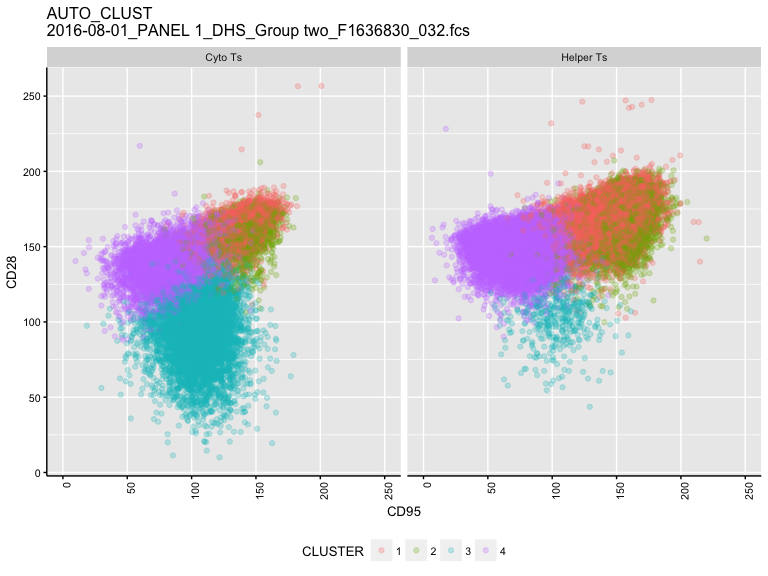 AUTO_CLUST
2016-08-01_PANEL 1_DHS_Group two_F1636830_032.fcs
Cyto Ts
Helper Ts
CD28
250
200
150
100
50
0
0
50
100
150
200
250
0
50
100
150
200
250
CD95
CLUSTER 1 2 3 4